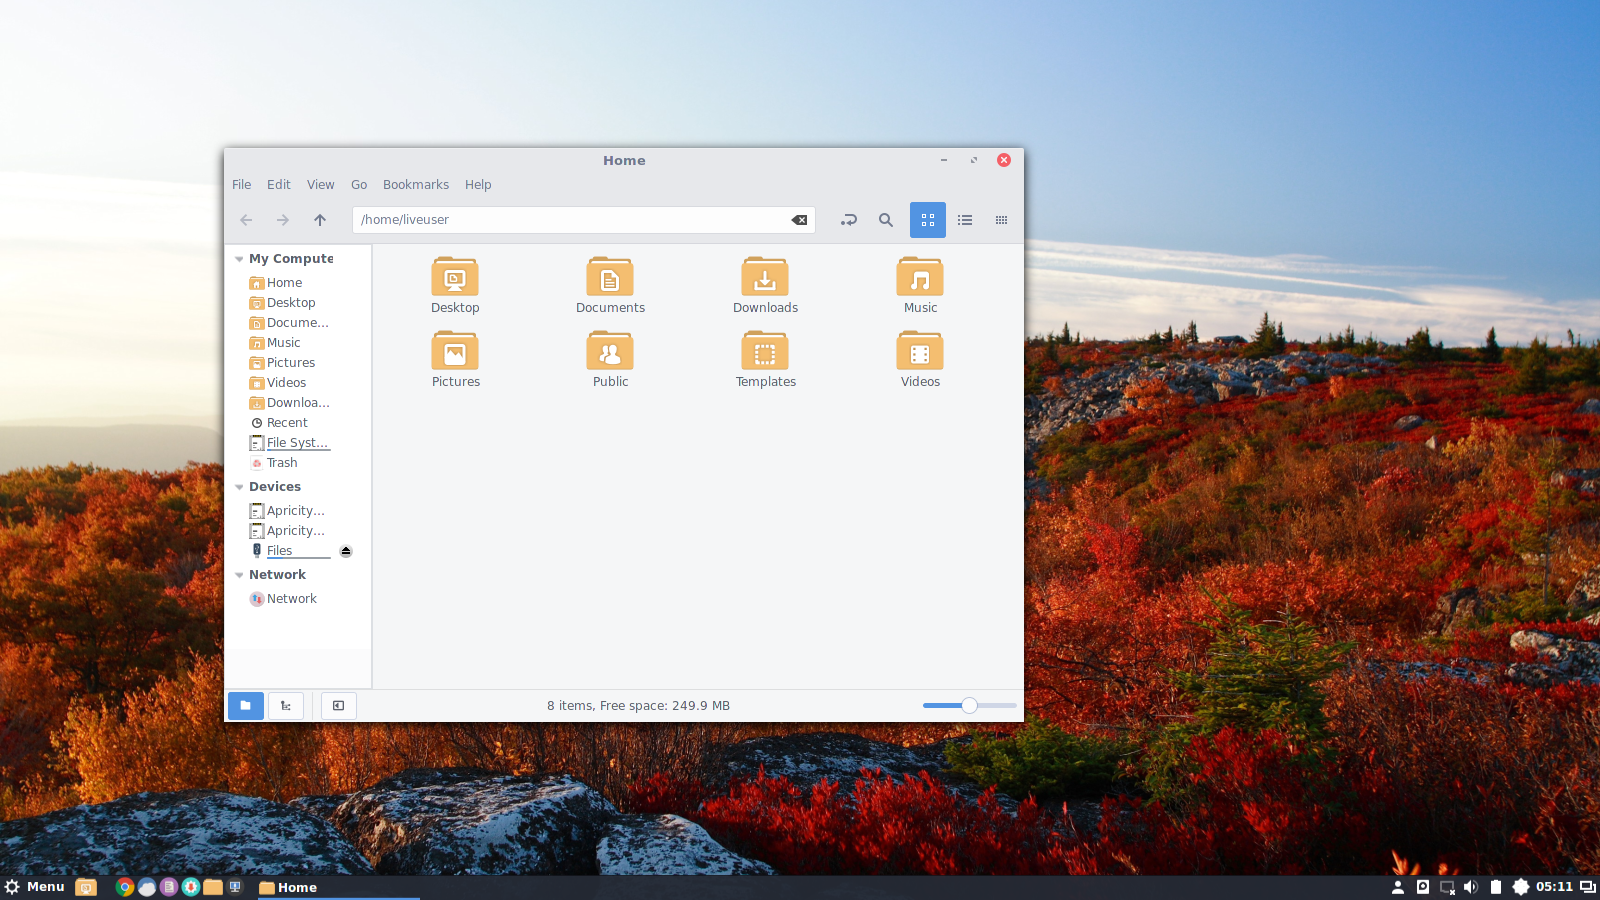 Home
File Edit View Go Bookmarks Help
/home/liveuser
My Compute
Home
Desktop
Docume...
Music
Pictures
Videos
Downloa...
Recent
File Syst...
Trash
Devices
Apricity...
Apricity...
Files
Network
Network
Desktop Documents Downloads Music
Pictures Public Templates Videos
8 items, Free space: 249.9 MB
Menu Home 05:11